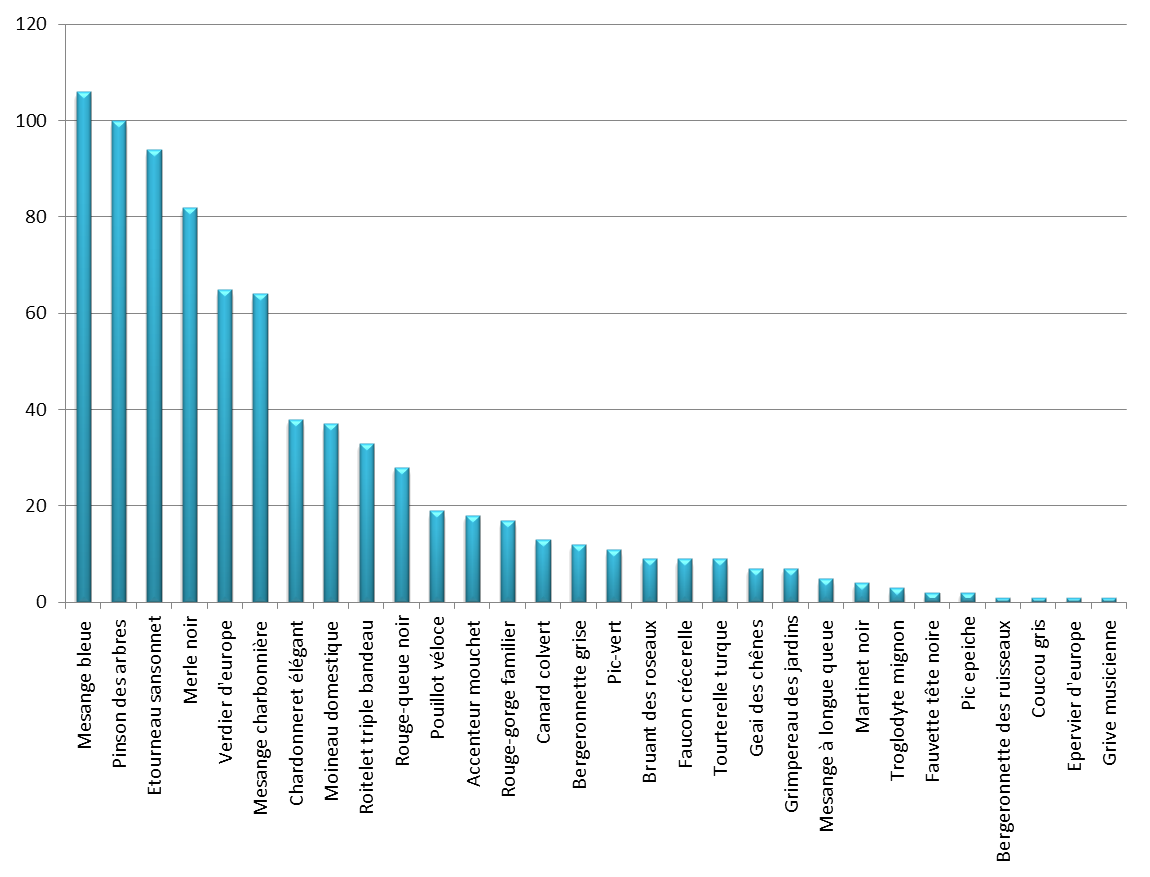 120
100
80
60
40
20
0
Mesange bleue
Pinson des arbres
Etourneau sansonnet
Merle noir
Verdier d'europe
Mesange charbonnière
Chardonneret élégant
Moineau domestique
Roitelet triple bandeau
Rouge-queue noir
Pouillot véloce
Accenteur mouchet
Rouge-gorge familier
Canard colvert
Bergeronnette grise
Pic-vert
Bruant des roseaux
Faucon crécerelle
Tourterelle turque
Geai des chênes
Grimpereau des jardins
Mesange à longue queue
Martinet noir
Troglodyte mignon
Fauvette tête noire
Pic epeiche
Bergeronnette des ruisseaux
Coucou gris
Epervier d'europe
Grive musicienne